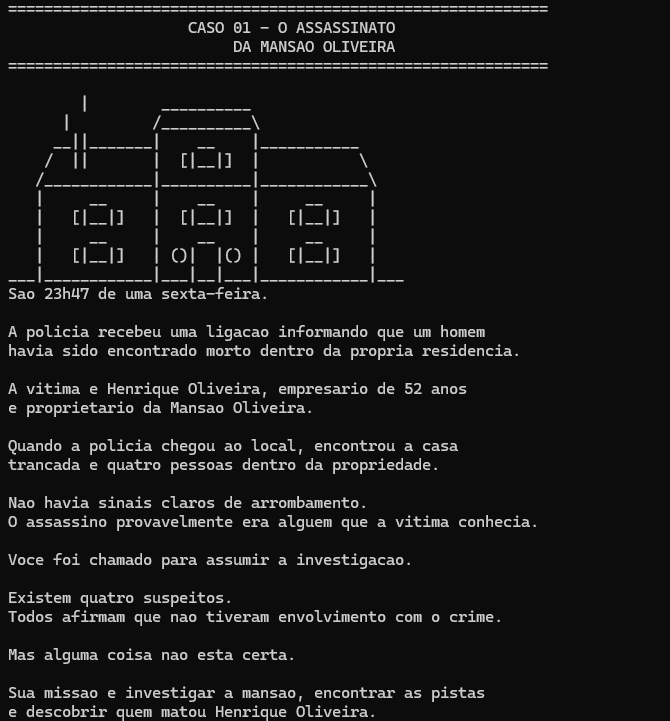 CASO 01 - O ASSASSINATO
DA MANSAO OLIVEIRA
Sao 23h47 de uma sexta-feira.
A policia recebeu uma ligacao informando que um homem
havia sido encontrado morto dentro da propria residencia.
A vitima e Henrique Oliveira, empresario de 52 anos
e proprietario da Mansao Oliveira.
Quando a policia chegou ao local, encontrou a casa
trancada e quatro pessoas dentro da propriedade.
Nao havia sinais claros de arrombamento.
O assassino provavelmente era alguem que a vitima conhecia.
Voce foi chamado para assumir a investigacao.
Existem quatro suspeitos.
Todos afirmam que nao tiveram envolvimento com o crime.
Mas alguma coisa nao esta certa.
Sua missao e investigar a mansao, encontrar as pistas
e descobrir quem matou Henrique Oliveira.